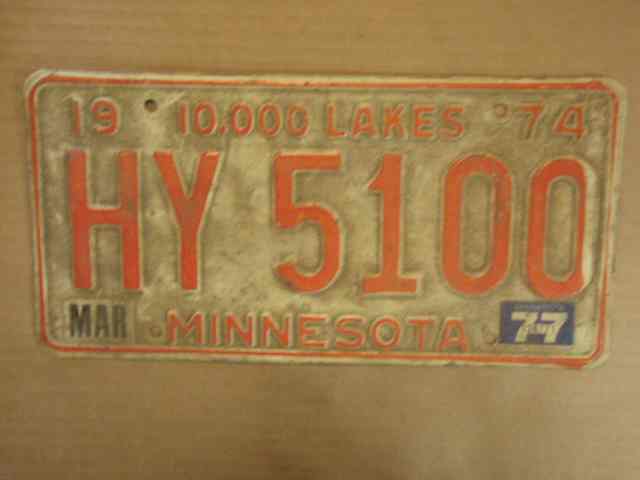 19 10,000 LAKES 74
HY 5100
MAR MINNESOTA 77